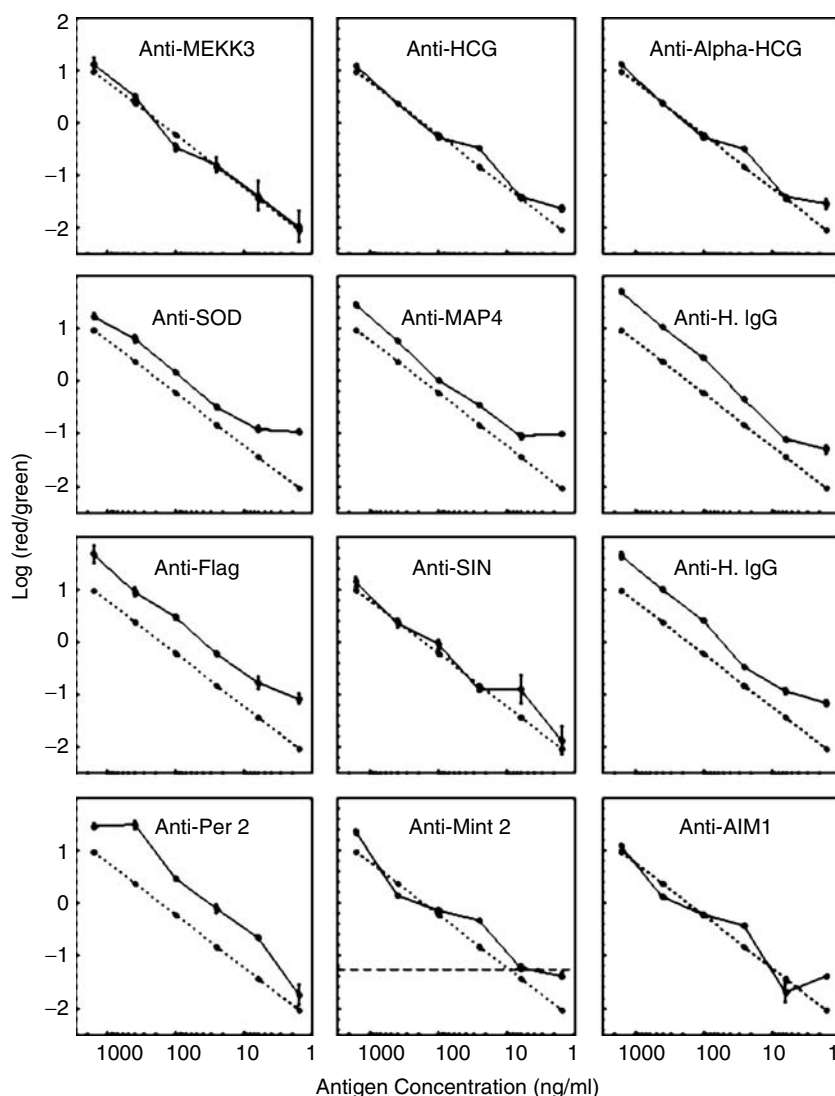 2
1
0
−1
−2
Anti-MEKK3
Anti-HCG
Anti-Alpha-HCG
1
0
−1
−2
Anti-SOD
Anti-MAP4
Anti-H. IgG
Log (red/green)
1
0
−1
−2
Anti-Flag
Anti-SIN
Anti-H. IgG
1
0
−1
−2
Anti-Per 2
Anti-Mint 2
Anti-AIM1
1000 100 10 1
1000 100 10 1
1000 100 10 1
Antigen Concentration (ng/ml)